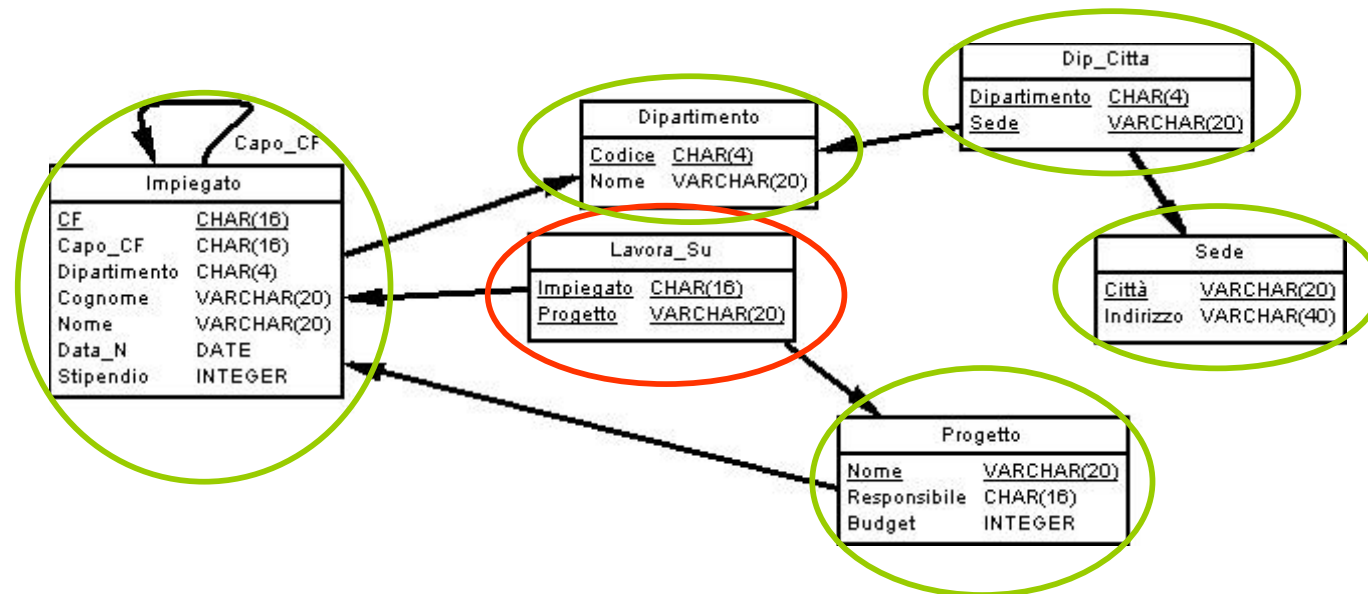 Dip_Citta
Dipartimento CHAR(4)
Sede VARCHAR(20)
Dipartimento
Codice CHAR(4)
Nome VARCHAR(20)
Capo_CF
Impiegato
CF CHAR(16)
Capo_CF CHAR(16)
Dipartimento CHAR(4)
Cognome VARCHAR(20)
Nome VARCHAR(20)
Data_N DATE
Stipendio INTEGER
Lavora_Su
Impiegato CHAR(16)
Progetto VARCHAR(20)
Sede
Città VARCHAR(20)
Indirizzo VARCHAR(40)
Progetto
Nome VARCHAR(20)
Responsibile CHAR(16)
Budget INTEGER